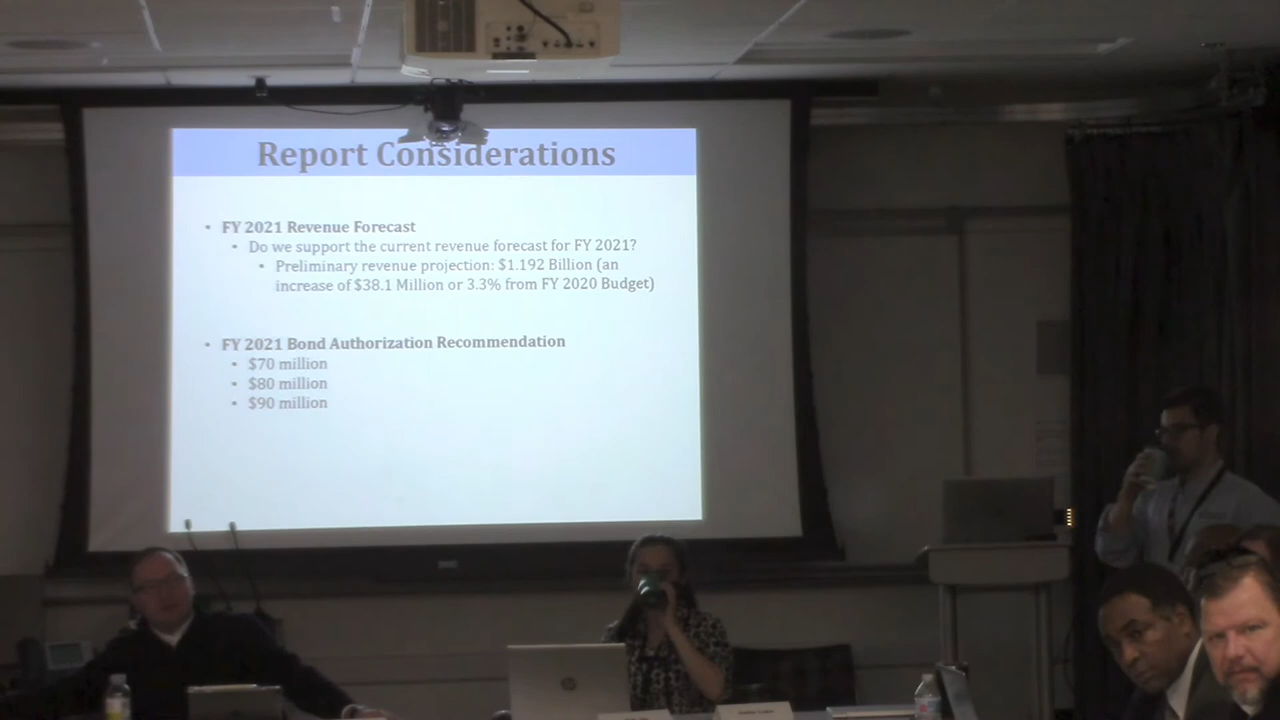 Report Considerations
• FY 2021 Revenue Forecast
• Do we support the current revenue forecast for FY 2021?
• Preliminary revenue projection: $1.192 Billion (an
increase of $38.1 Million or 3.3% from FY 2020 Budget)
• FY 2021 Bond Authorization Recommendation
• $70 million
• $80 million
• $90 million
hp